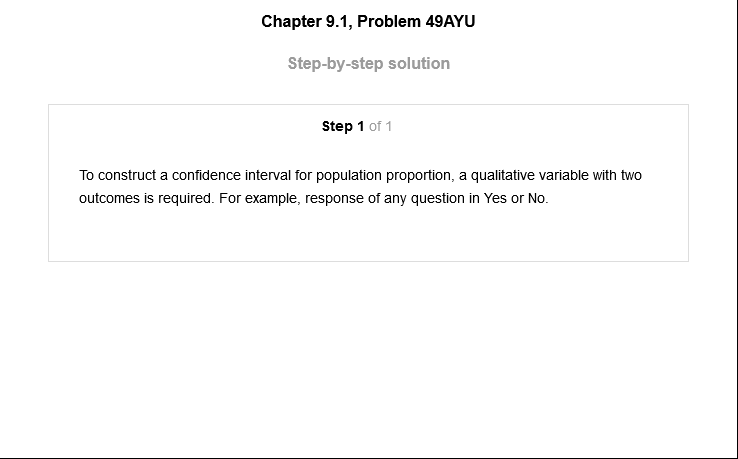 Chapter 9.1, Problem 49AYU
Step-by-step solution
Step 1 of 1
To construct a confidence interval for population proportion, a qualitative variable with two
outcomes is required. For example, response of any question in Yes or No.